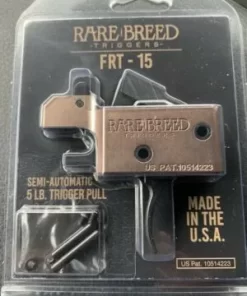 RARE BREED
TRIGGERS
FRT - 15
RARE BREED
US PAT.10514223
SEMI-AUTOMATIC
5 LB. TRIGGER PULL
MADE
IN THE
U.S.A.
US Pat. 10514223